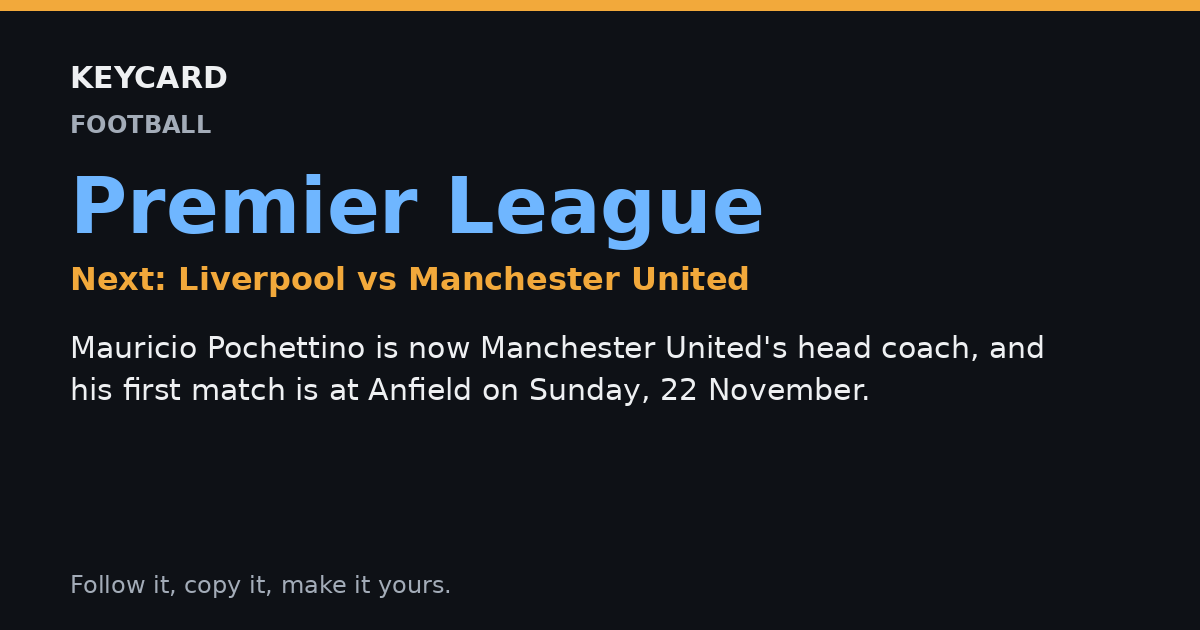 KEYCARD
FOOTBALL
Premier League
Next: Liverpool vs Manchester United
Mauricio Pochettino is now Manchester United's head coach, and
his first match is at Anfield on Sunday, 22 November.
Follow it, copy it, make it yours.